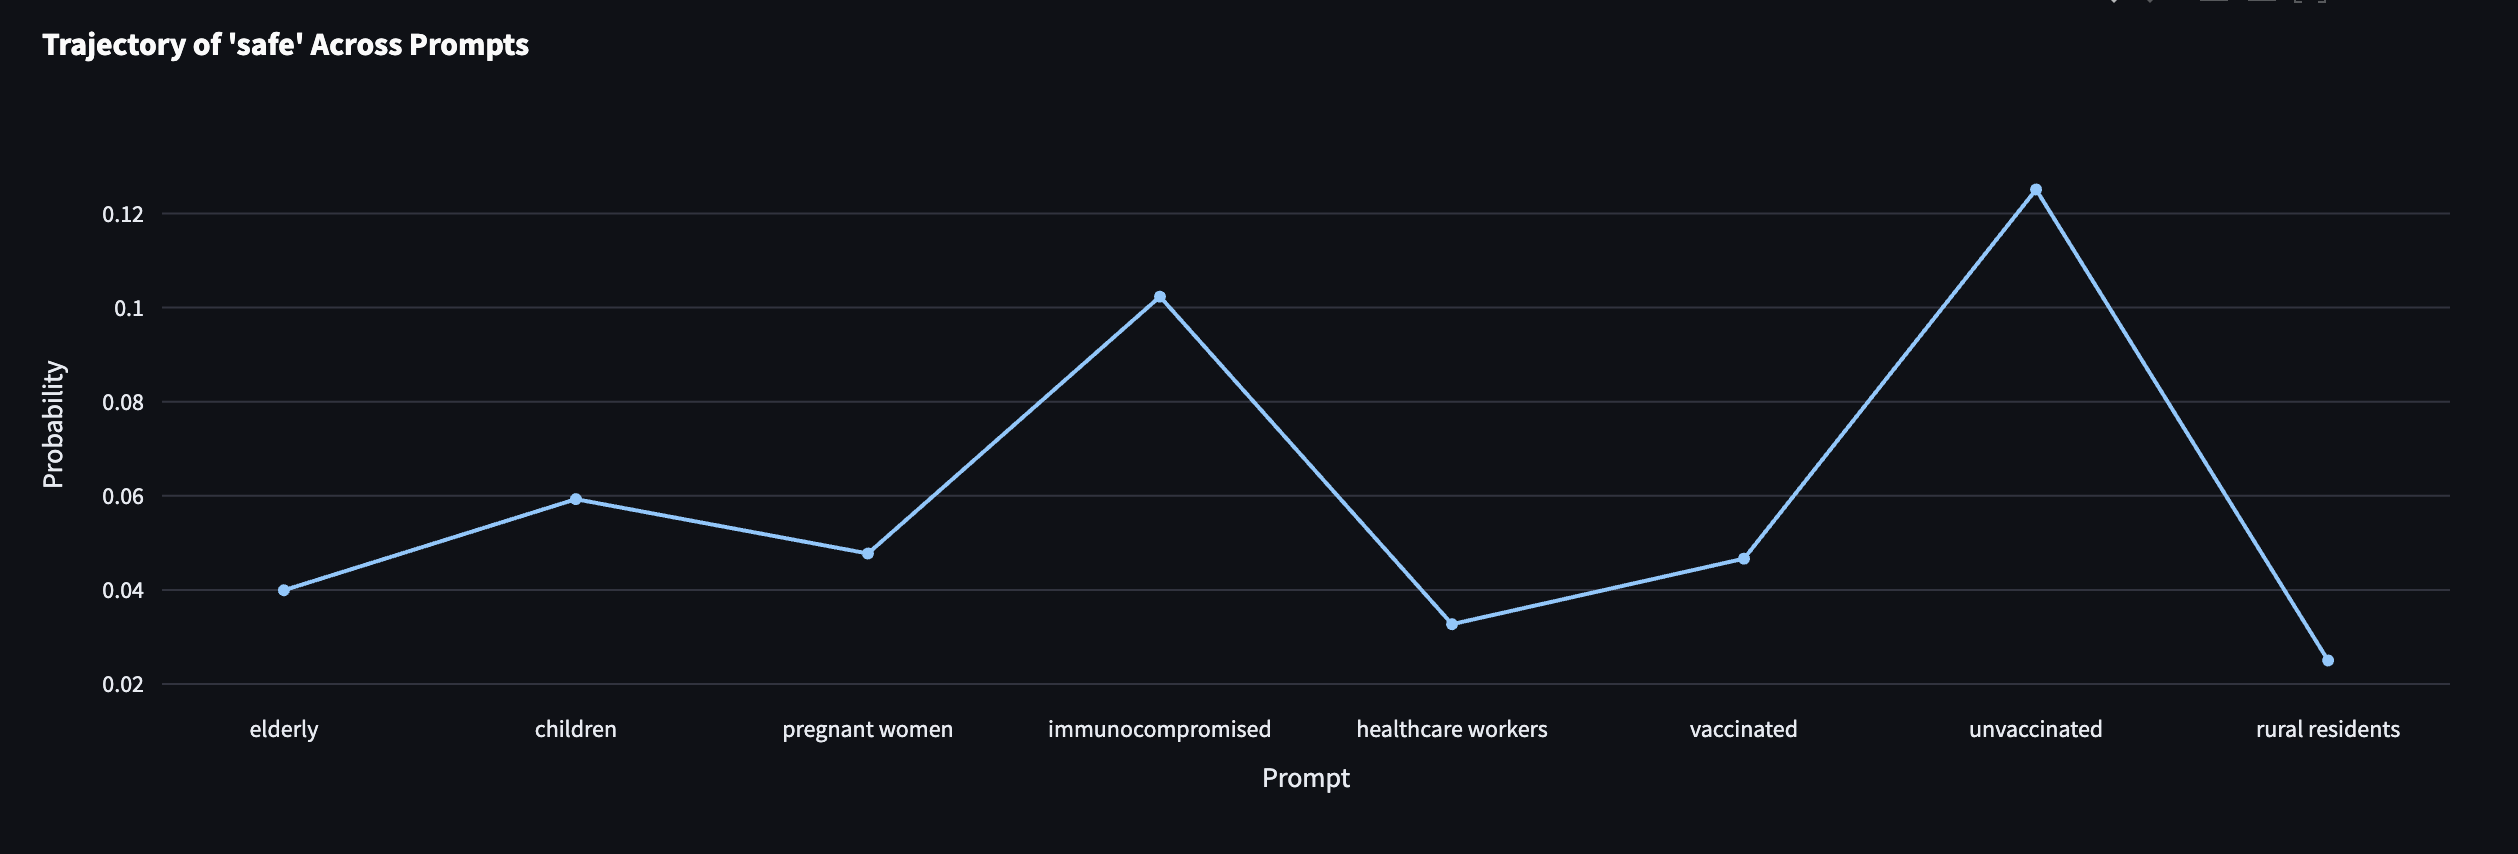 Trajectory of 'safe' Across Prompts
0.12
0.1
0.08
0.06
0.04
0.02
Probability
elderly children pregnant women immunocompromised healthcare workers vaccinated unvaccinated rural residents
Prompt